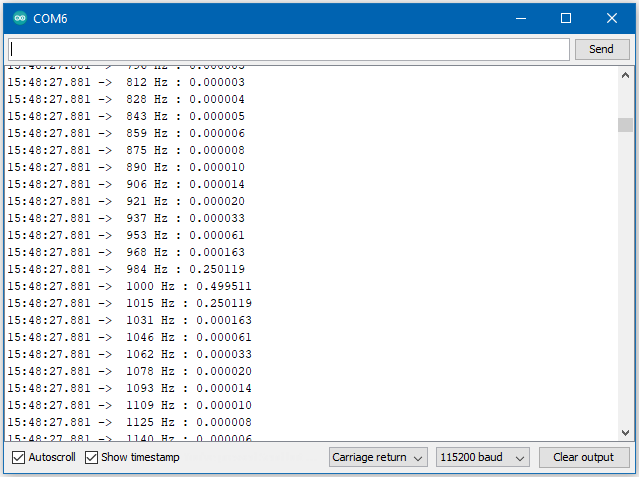 COM6
Send
15:48:27.881 -> 796 Hz : 0.000003
15:48:27.881 -> 812 Hz : 0.000003
15:48:27.881 -> 828 Hz : 0.000004
15:48:27.881 -> 843 Hz : 0.000005
15:48:27.881 -> 859 Hz : 0.000006
15:48:27.881 -> 875 Hz : 0.000008
15:48:27.881 -> 890 Hz : 0.000010
15:48:27.881 -> 906 Hz : 0.000014
15:48:27.881 -> 921 Hz : 0.000020
15:48:27.881 -> 937 Hz : 0.000033
15:48:27.881 -> 953 Hz : 0.000061
15:48:27.881 -> 968 Hz : 0.000163
15:48:27.881 -> 984 Hz : 0.250119
15:48:27.881 -> 1000 Hz : 0.499511
15:48:27.881 -> 1015 Hz : 0.250119
15:48:27.881 -> 1031 Hz : 0.000163
15:48:27.881 -> 1046 Hz : 0.000061
15:48:27.881 -> 1062 Hz : 0.000033
15:48:27.881 -> 1078 Hz : 0.000020
15:48:27.881 -> 1093 Hz : 0.000014
15:48:27.881 -> 1109 Hz : 0.000010
15:48:27.881 -> 1125 Hz : 0.000008
15:48:27.881 -> 1140 Hz : 0.000006
Autoscroll Show timestamp Carriage return 115200 baud Clear output